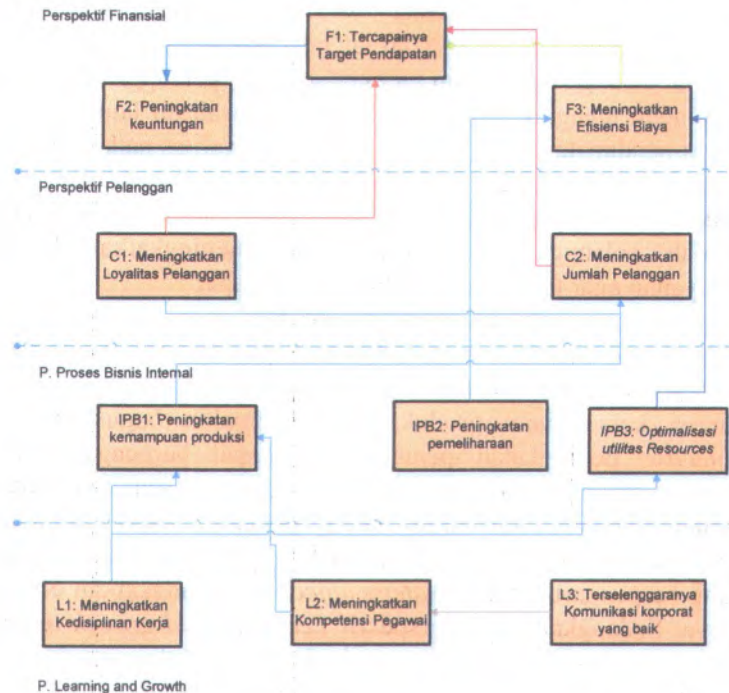 Perspektif Finansial
F1: Tercapainya
Target Pendapatan
F2: Peningkatan
keuntungan
F3: Meningkatkan
Efisiensi Biaya
Perspektif Pelanggan
C1: Meningkatkan
Loyalitas Pelanggan
C2: Meningkatkan
Jumlah Pelanggan
P. Proses Bisnis Internal
IPB1: Peningkatan
kemampuan produksi
IPB2: Peningkatan
pemeliharaan
IPB3: Optimalisasi
utilitas Resources
L1: Meningkatkan
Kedisiplinan Kerja
L2: Meningkatkan
Kompetensi Pegawai
L3: Terselenggaranya
Komunikasi korporat
yang baik
P. Learning and Growth